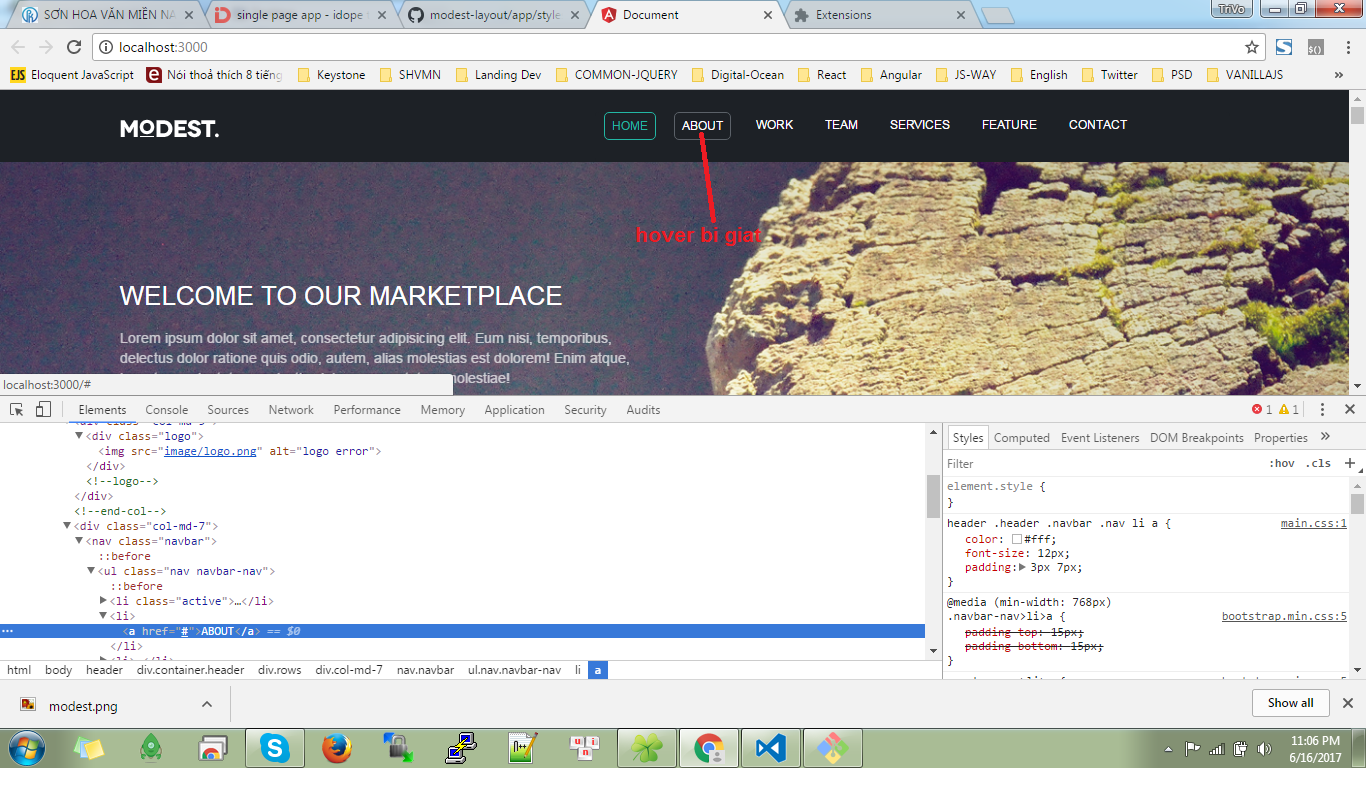 SƠN HOA VĂN MIỀN NA
single page app - idope
modest-layout/app/style
Document
Extensions
TriVo
localhost:3000
EJS Eloquent JavaScript
e Nói thoả thích 8 tiếng
Keystone
SHVMN
Landing Dev
COMMON-JQUERY
Digital-Ocean
React
Angular
JS-WAY
English
Twitter
PSD
VANILLAJS
»
MODEST.
HOME
ABOUT
WORK
TEAM
SERVICES
FEATURE
CONTACT
hover bi giat
WELCOME TO OUR MARKETPLACE
Lorem ipsum dolor sit amet, consectetur adipisicing elit. Eum nisi, temporibus,
delectus dolor ratione quis odio, autem, alias molestias est dolorem! Enim atque,
molestiae!
localhost:3000/#
Elements Console Sources Network Performance Memory Application Security Audits
1 1
<div class="logo">
<img src="image/logo.png" alt="logo error">
</div>
<!--logo-->
</div>
<!--end-col-->
<div class="col-md-7">
<nav class="navbar">
::before
<ul class="nav navbar-nav">
::before
<li class="active">…</li>
<li>
<a href="#">ABOUT</a> == $0
</li>
html body header div.container.header div.rows div.col-md-7 nav.navbar ul.nav.navbar-nav li a
Styles Computed Event Listeners DOM Breakpoints Properties »
Filter :hov .cls +
element.style {
}
header .header .navbar .nav li a { main.css:1
color: #fff;
font-size: 12px;
padding: 3px 7px;
}
@media (min-width: 768px)
.navbar-nav>li>a { bootstrap.min.css:5
padding-top: 15px;
padding-bottom: 15px;
}
modest.png
Show all
11:06 PM
6/16/2017